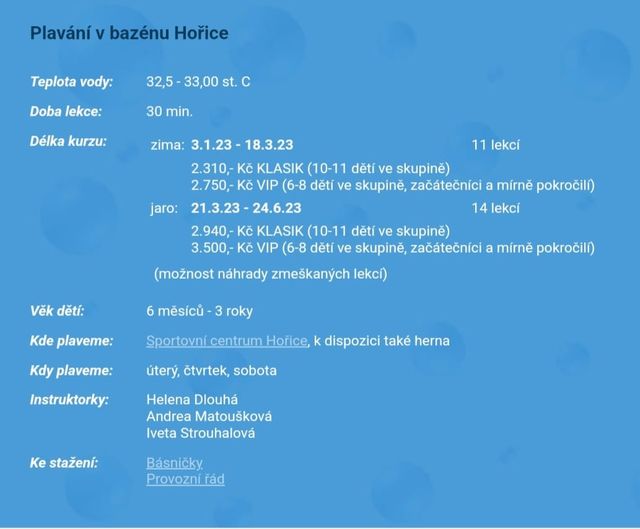 Plavání v bazénu Hořice
Teplota vody: 32,5 - 33,00 st. C
Doba lekce: 30 min.
Délka kurzu: zima: 3.1.23 - 18.3.23 11 lekcí
2.310,- Kč KLASIK (10-11 dětí ve skupině)
2.750,- Kč VIP (6-8 dětí ve skupině, začátečníci a mírně pokročilí)
jaro: 21.3.23 - 24.6.23 14 lekcí
2.940,- Kč KLASIK (10-11 dětí ve skupině)
3.500,- Kč VIP (6-8 dětí ve skupině, začátečníci a mírně pokročilí)
(možnost náhrady zmeškaných lekcí)
Věk dětí: 6 měsíců - 3 roky
Kde plaveme: Sportovní centrum Hořice, k dispozici také herna
Kdy plaveme: úterý, čtvrtek, sobota
Instruktorky: Helena Dlouhá
Andrea Matoušková
Iveta Strouhalová
Ke stažení: Básničky
Provozní řád